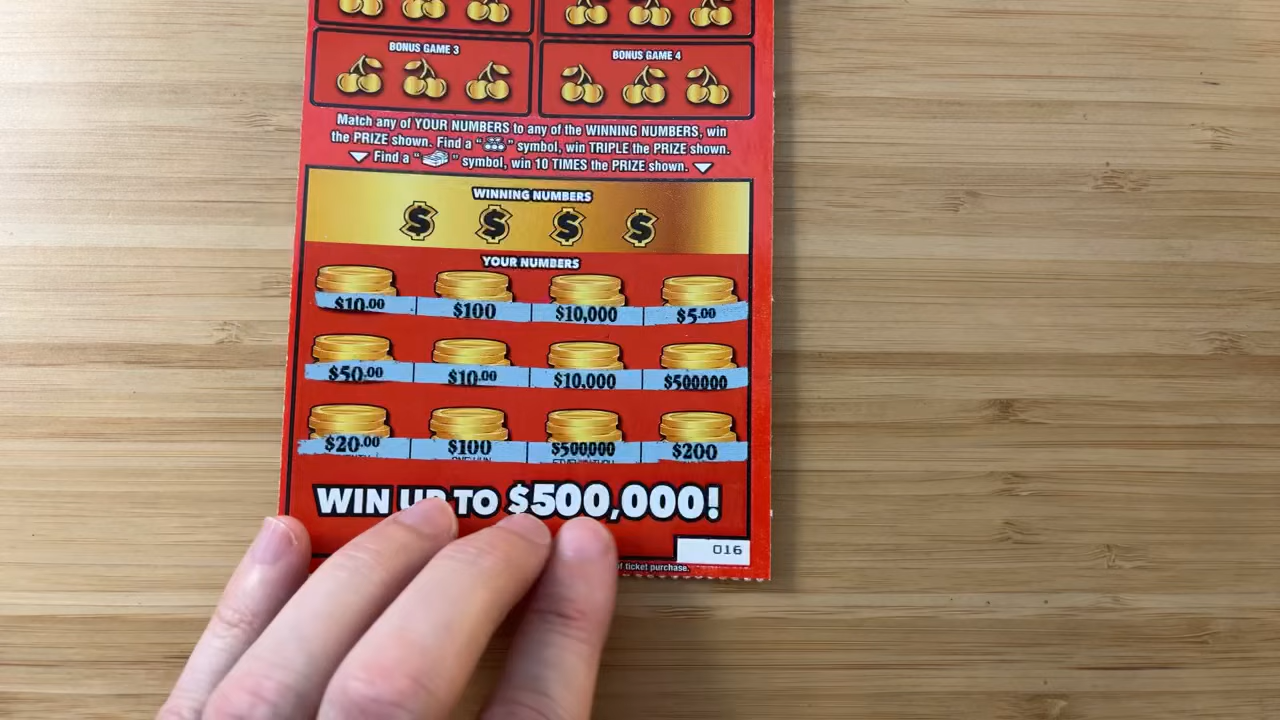 BONUS GAME 3
BONUS GAME 4
Match any of YOUR NUMBERS to any of the WINNING NUMBERS, win
the PRIZE shown. Find a " " symbol, win TRIPLE the PRIZE shown.
Find a " " symbol, win 10 TIMES the PRIZE shown.
WINNING NUMBERS
$ $ $ $
YOUR NUMBERS
$10.00 $100 $10,000 $5.00
$50.00 $10.00 $10,000 $500000
$20.00 $100 $500000 $200
WIN UP TO $500,000!
016
of ticket purchase.